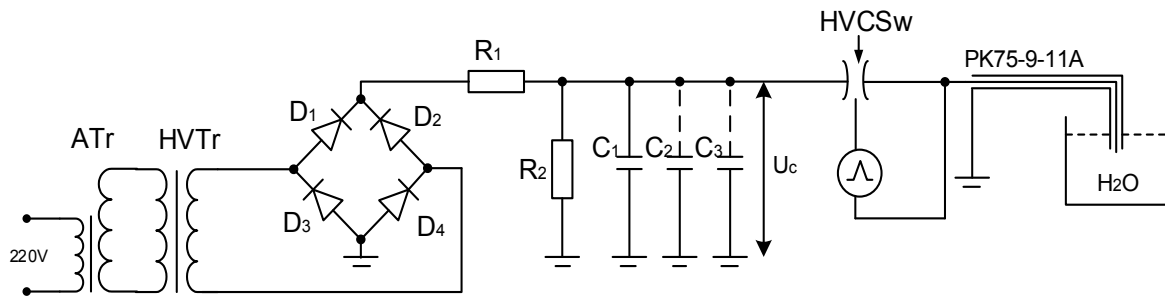 HVCSw
R1
PK75-9-11A
D1
D2
ATr
HVTr
C1
C2
C3
R2
Uc
H2O
D3
D4
220V